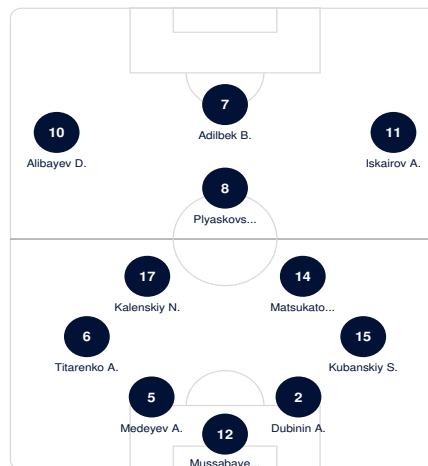 7
Adilbek B.
10
Alibayev D.
11
Iskairov A.
8
Plyaskovs...
17
Kalenskiy N.
14
Matsukato...
6
Titarenko A.
15
Kubanskiy S.
5
Medeyev A.
2
Dubinin A.
12
Mussabaye...